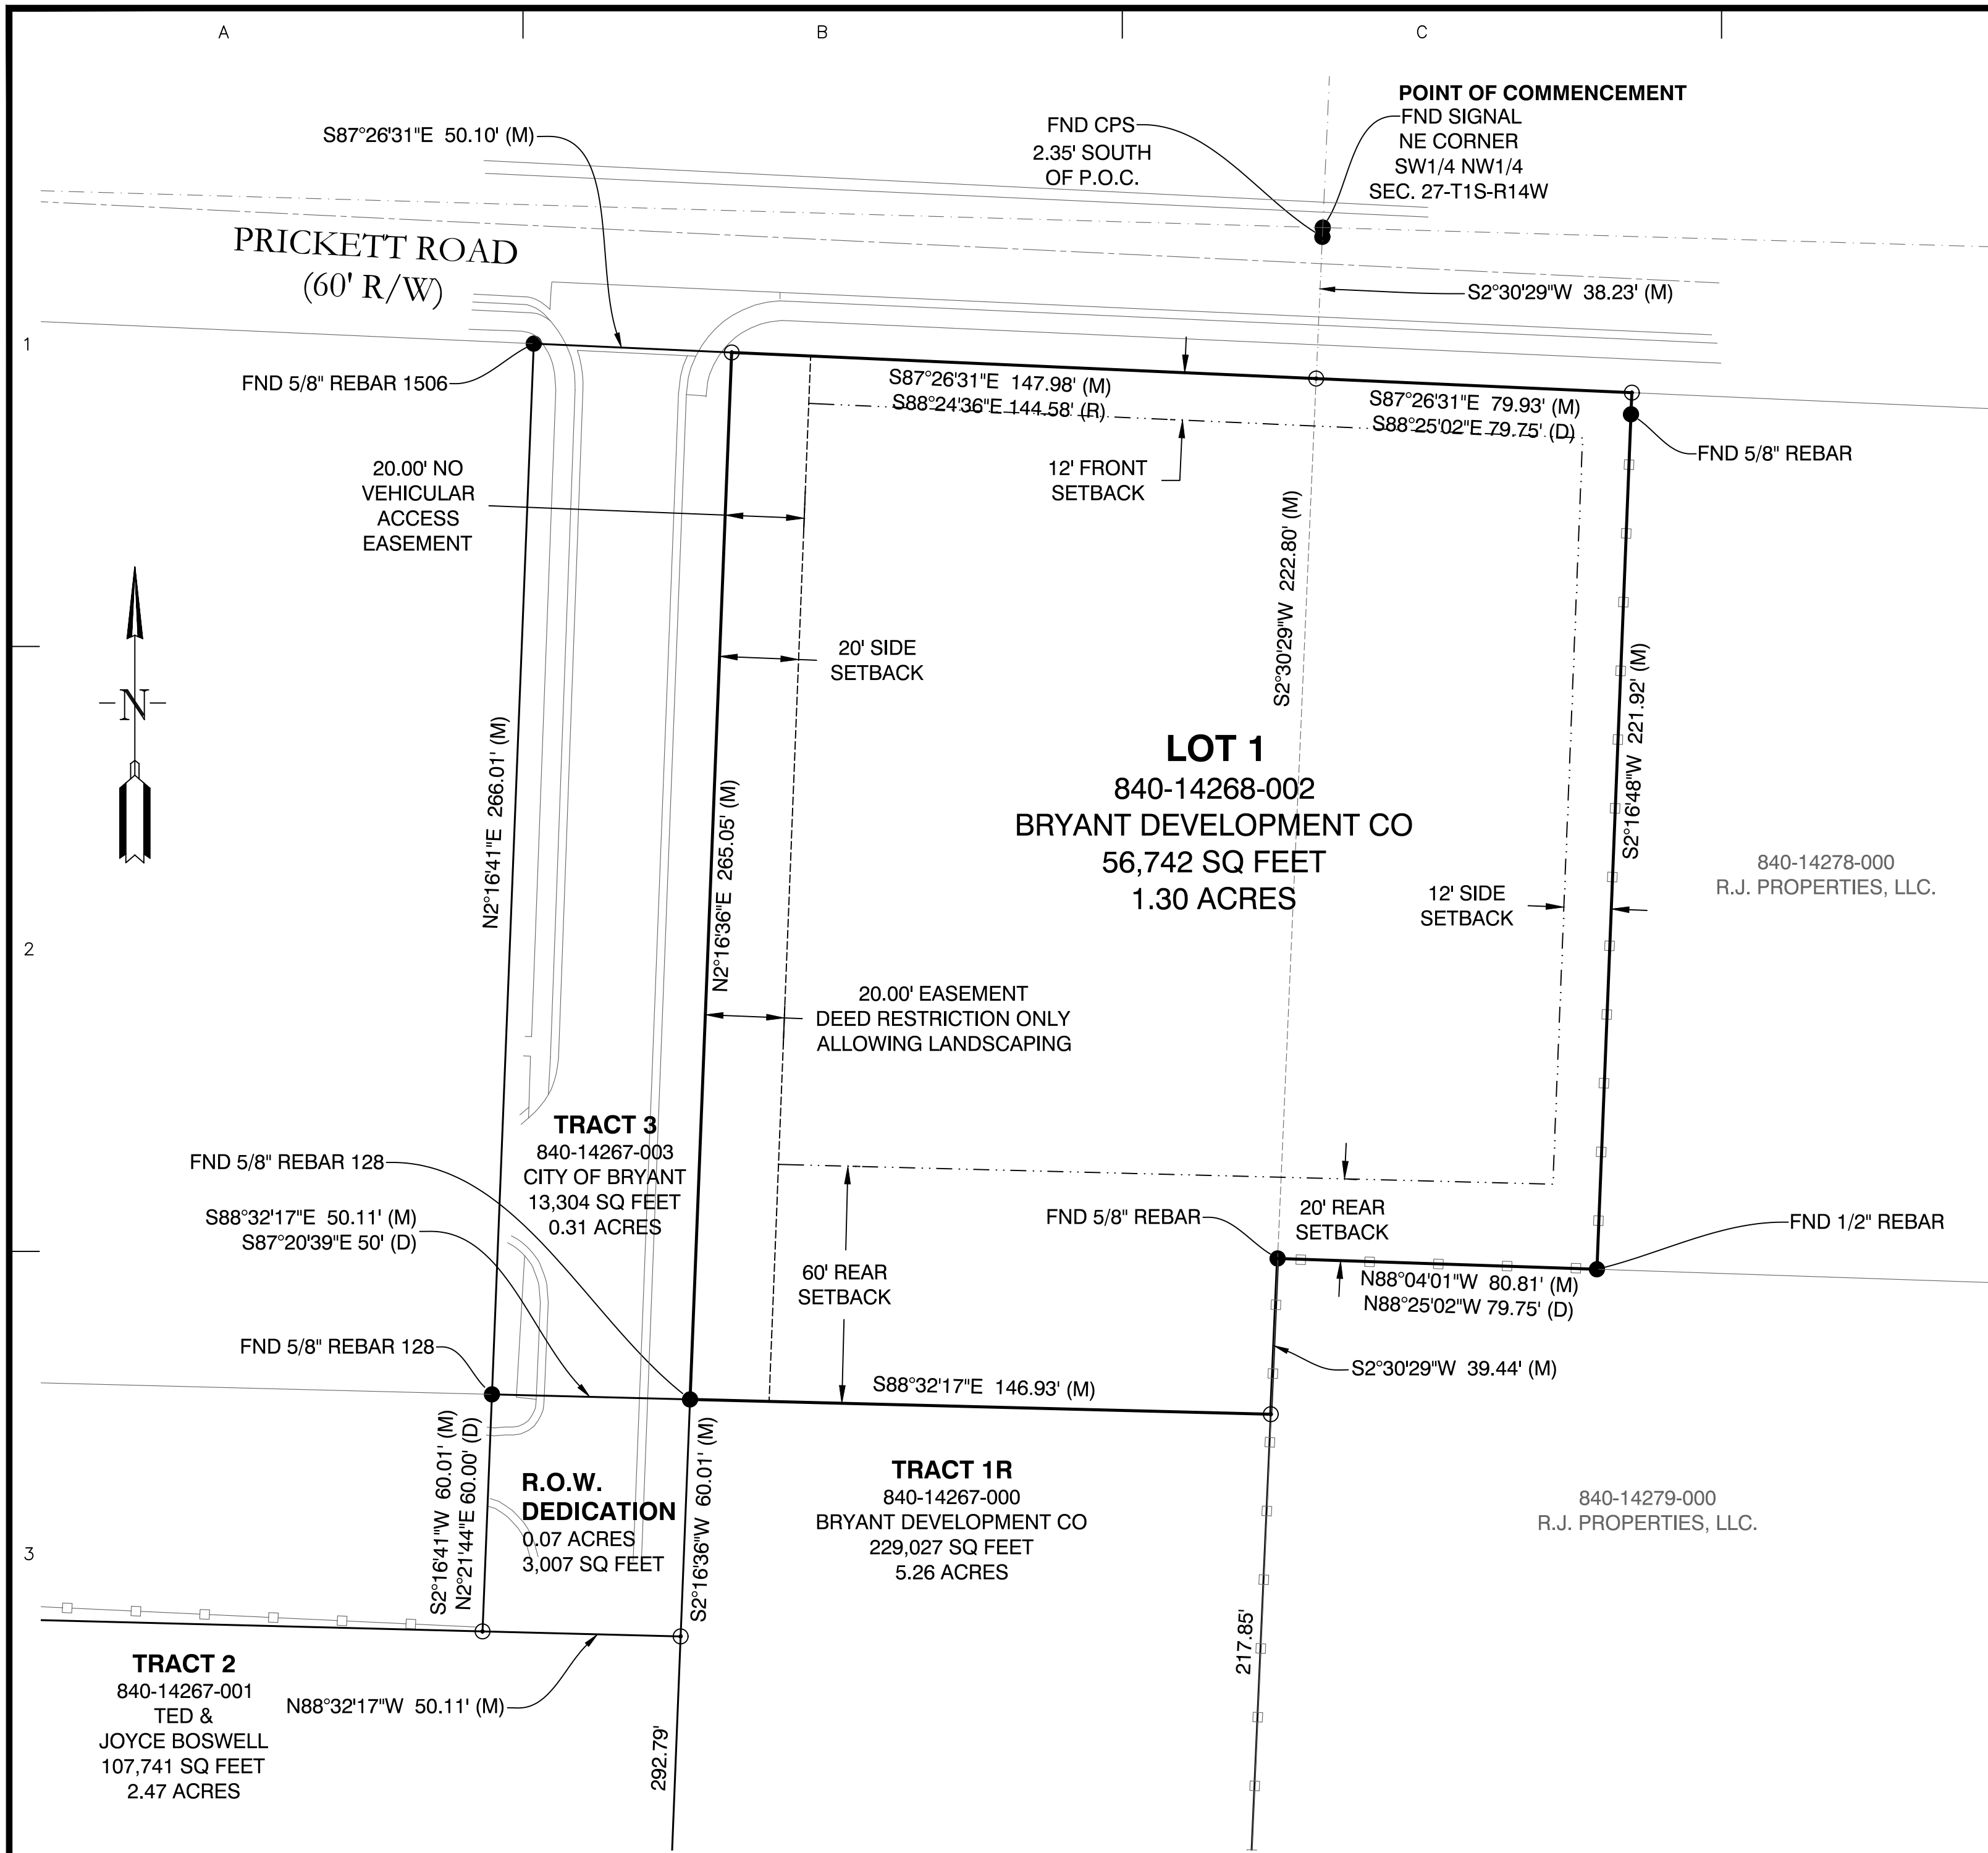 A
B
C
POINT OF COMMENCEMENT
FND SIGNAL
NE CORNER
SW1/4 NW1/4
SEC. 27-T1S-R14W
FND CPS
2.35' SOUTH
OF P.O.C.
S87°26'31"E 50.10' (M)
PRICKETT ROAD
(60' R/W)
S2°30'29"W 38.23' (M)
1
FND 5/8" REBAR 1506
S87°26'31"E 147.98' (M)
S88°24'36"E 144.58' (R)
S87°26'31"E 79.93' (M)
S88°25'02"E 79.75' (D)
FND 5/8" REBAR
20.00' NO
VEHICULAR
ACCESS
EASEMENT
12' FRONT
SETBACK
S2°30'29"W 222.80' (M)
20' SIDE
SETBACK
N
N2°16'41"E 266.01' (M)
N2°16'36"E 265.05' (M)
S2°16'48"W 221.92' (M)
LOT 1
840-14268-002
BRYANT DEVELOPMENT CO
56,742 SQ FEET
1.30 ACRES
840-14278-000
R.J. PROPERTIES, LLC.
12' SIDE
SETBACK
2
20.00' EASEMENT
DEED RESTRICTION ONLY
ALLOWING LANDSCAPING
TRACT 3
840-14267-003
CITY OF BRYANT
13,304 SQ FEET
0.31 ACRES
FND 5/8" REBAR 128
S88°32'17"E 50.11' (M)
S87°20'39"E 50' (D)
FND 5/8" REBAR
20' REAR
SETBACK
FND 1/2" REBAR
60' REAR
SETBACK
N88°04'01"W 80.81' (M)
N88°25'02"W 79.75' (D)
FND 5/8" REBAR 128
S2°30'29"W 39.44' (M)
S88°32'17"E 146.93' (M)
S2°16'41"W 60.01' (M)
N2°21'44"E 60.00' (D)
R.O.W.
DEDICATION
0.07 ACRES
3,007 SQ FEET
S2°16'36"W 60.01' (M)
TRACT 1R
840-14267-000
BRYANT DEVELOPMENT CO
229,027 SQ FEET
5.26 ACRES
840-14279-000
R.J. PROPERTIES, LLC.
3
217.85'
TRACT 2
840-14267-001
TED &
JOYCE BOSWELL
107,741 SQ FEET
2.47 ACRES
N88°32'17"W 50.11' (M)
292.79'